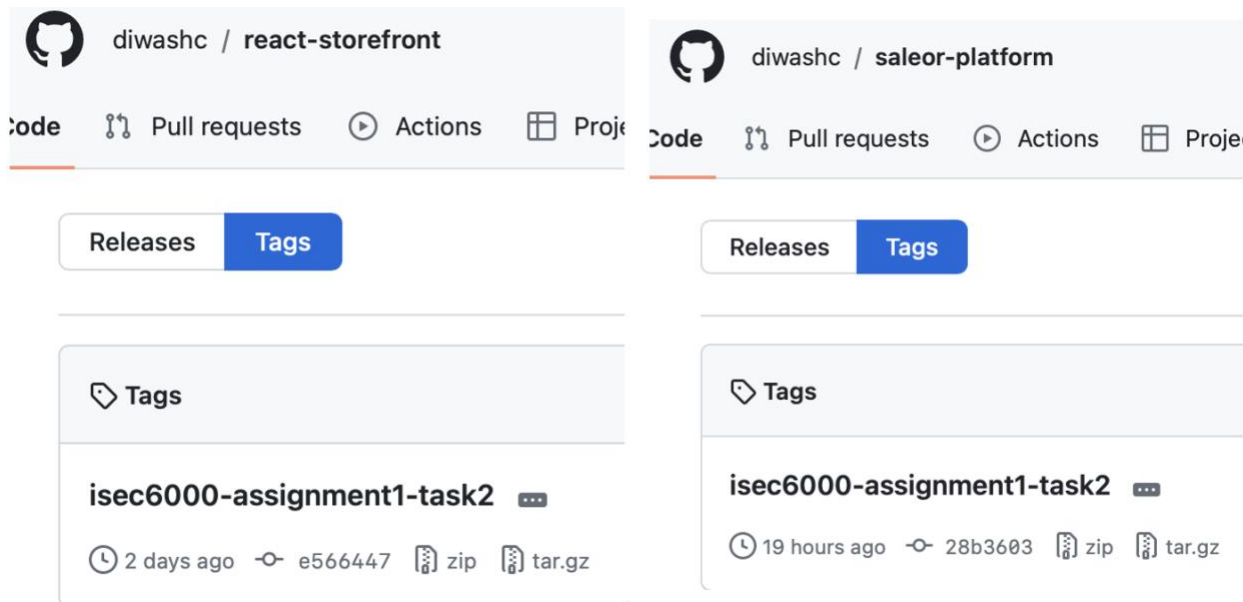 diwashc / react-storefront
Code Pull requests Actions Proje
Releases Tags
Tags
isec6000-assignment1-task2
2 days ago e566447 zip tar.gz
diwashc / saleor-platform
Code Pull requests Actions Projec
Releases Tags
Tags
isec6000-assignment1-task2
19 hours ago 28b3603 zip tar.gz